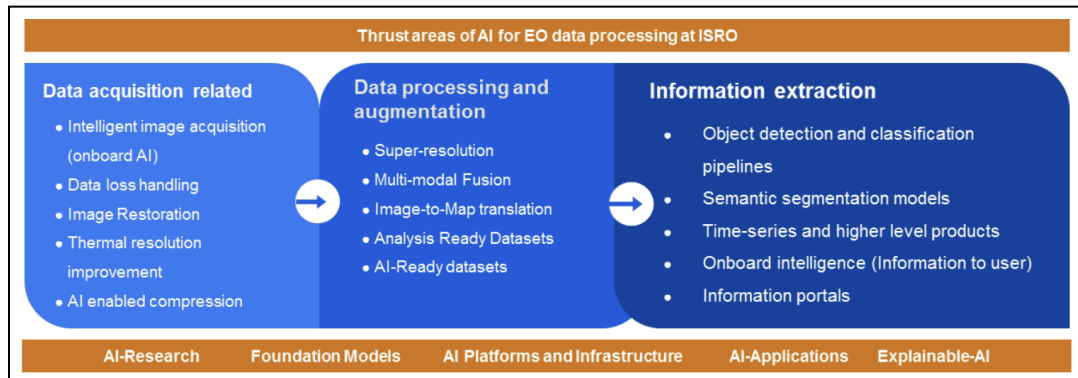 Thrust areas of AI for EO data processing at ISRO
Data acquisition related
• Intelligent image acquisition
(onboard AI)
• Data loss handling
• Image Restoration
• Thermal resolution
improvement
• AI enabled compression
Data processing and
augmentation
• Super-resolution
• Multi-modal Fusion
• Image-to-Map translation
• Analysis Ready Datasets
• AI-Ready datasets
Information extraction
• Object detection and classification
pipelines
• Semantic segmentation models
• Time-series and higher level products
• Onboard intelligence (Information to user)
• Information portals
AI-Research Foundation Models AI Platforms and Infrastructure AI-Applications Explainable-AI